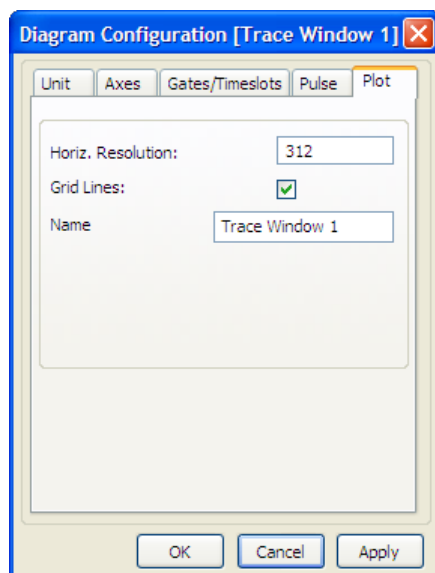 Diagram Configuration [Trace Window 1]
Unit Axes Gates/Timeslots Pulse Plot
Horiz. Resolution: 312
Grid Lines:
Name Trace Window 1
OK Cancel Apply